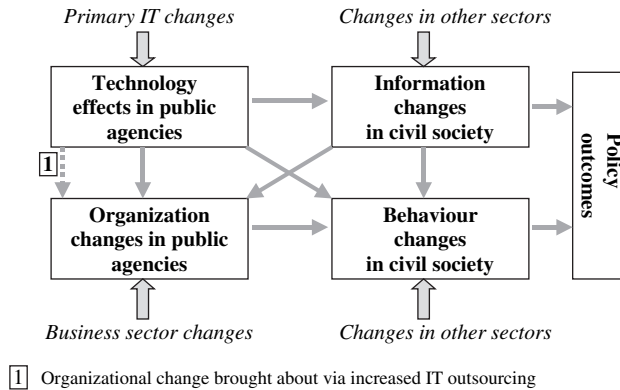 Primary IT changes
Changes in other sectors
Technology
effects in public
agencies
Information
changes
in civil society
Policy
outcomes
1
Organization
changes in public
agencies
Behaviour
changes
in civil society
Business sector changes
Changes in other sectors
1 Organizational change brought about via increased IT outsourcing